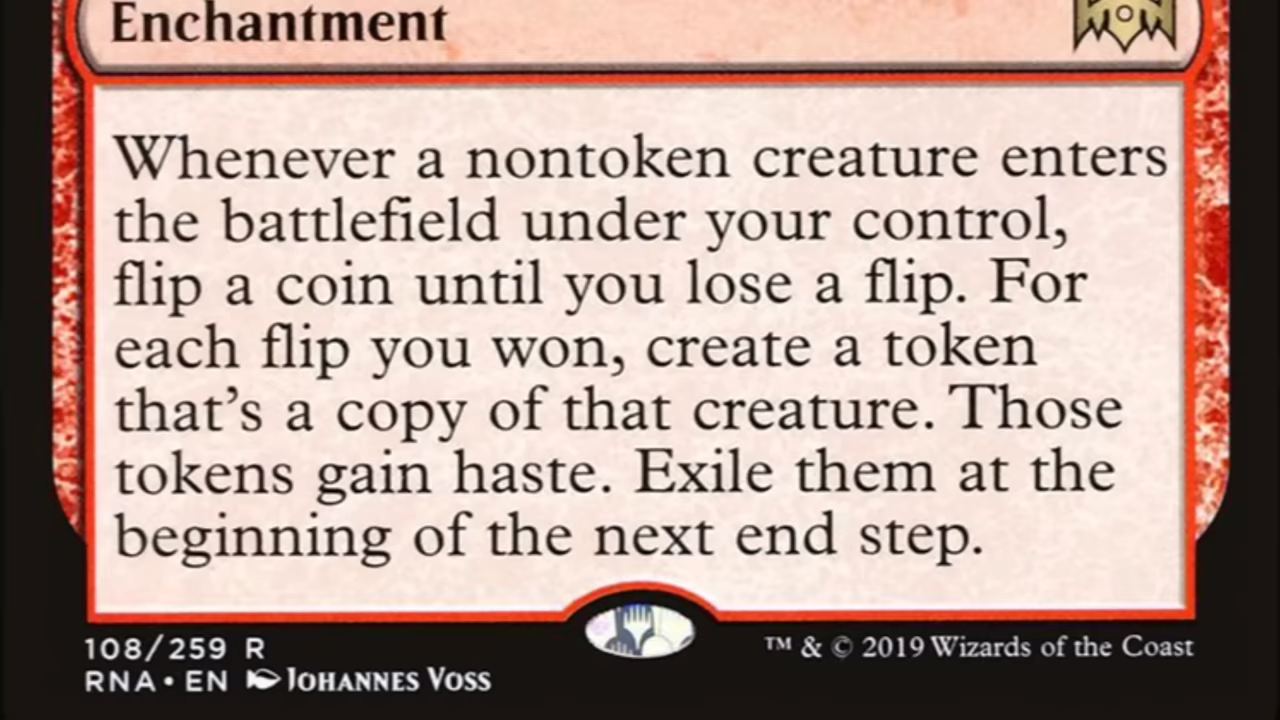 Enchantment
Whenever a nontoken creature enters
the battlefield under your control,
flip a coin until you lose a flip. For
each flip you won, create a token
that's a copy of that creature. Those
tokens gain haste. Exile them at the
beginning of the next end step.
108/259 R
™ & © 2019 Wizards of the Coast
RNA • EN Johannes Voss